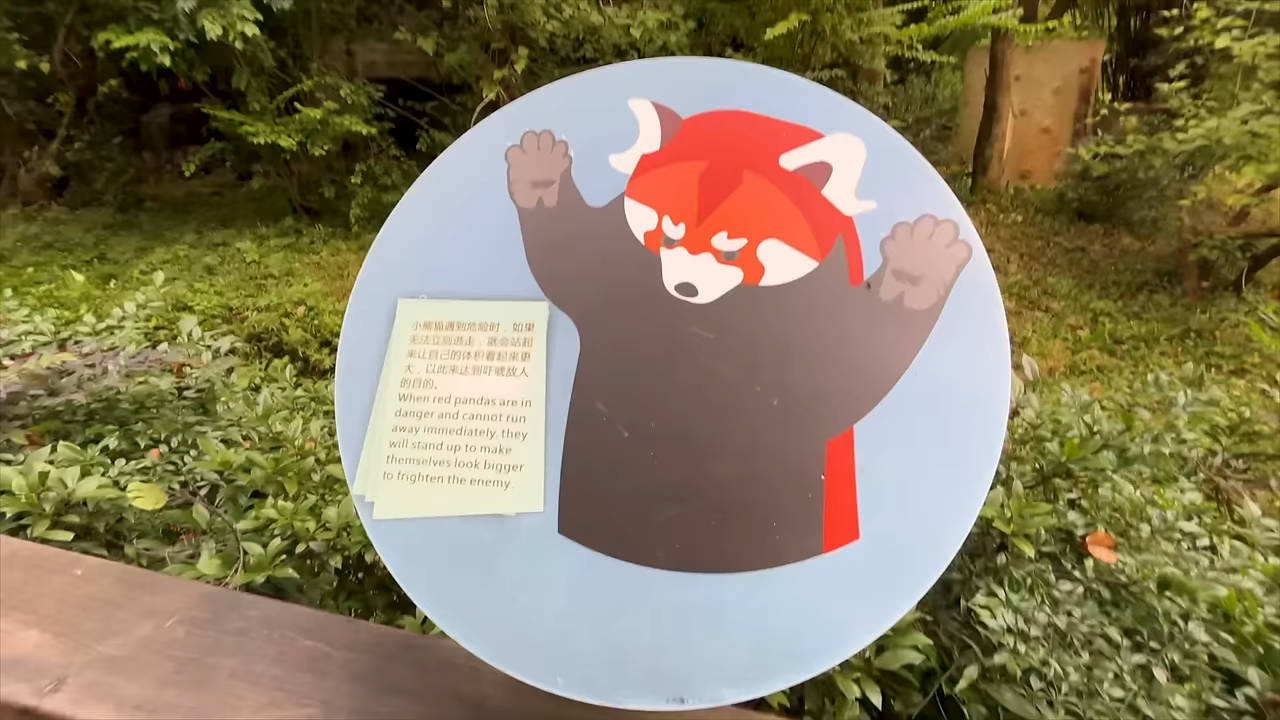 小熊猫遇到危险时，如果
无法立刻逃走，就会站起
来让自己的体积看起来更
大，以此来达到吓唬敌人
的目的。
When red pandas are in
danger and cannot run
away immediately, they
will stand up to make
themselves look bigger
to frighten the enemy.